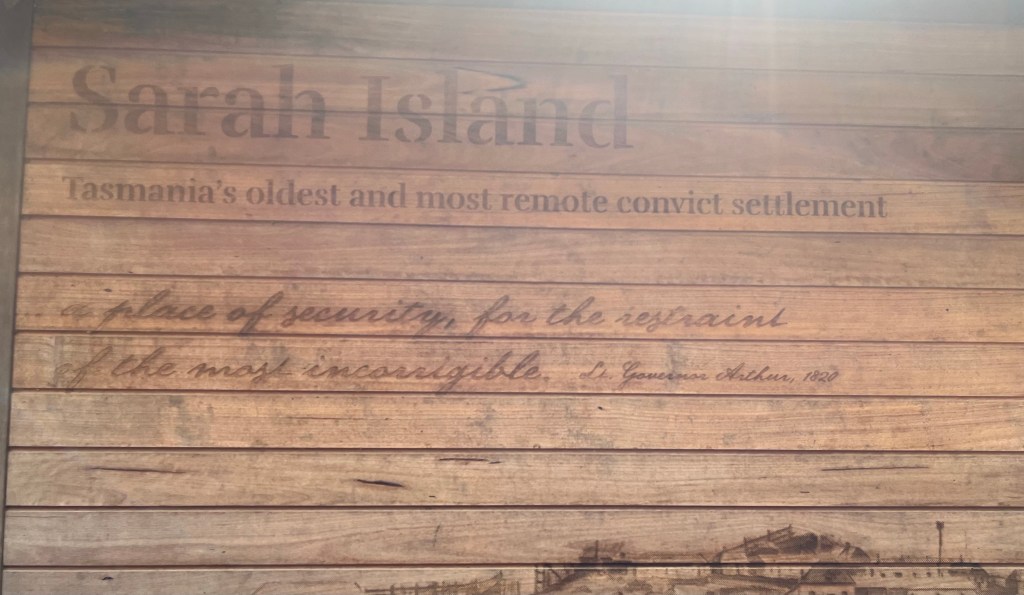 Sarah Island
Tasmania's oldest and most remote convict settlement
... a place of security, for the restraint
of the most incorrigible. Lt. Governor Arthur, 1820